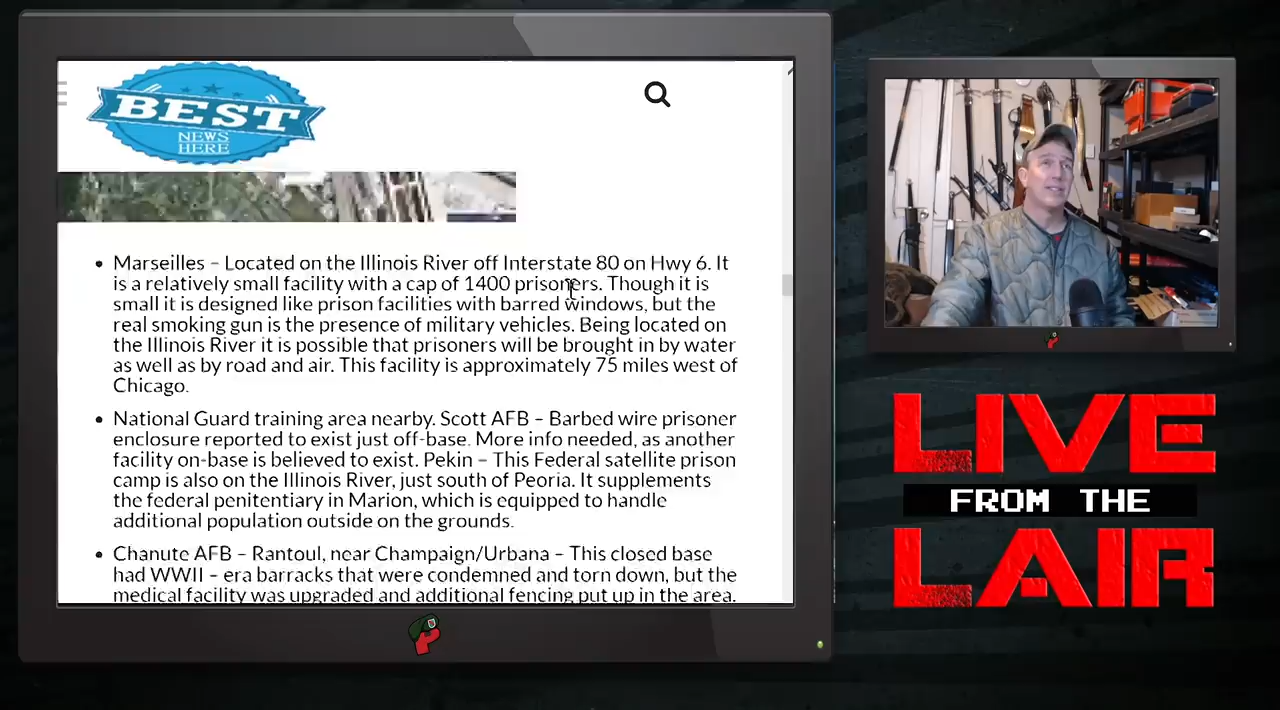 BEST
NEWS
HERE
Marseilles – Located on the Illinois River off Interstate 80 on Hwy 6. It
is a relatively small facility with a cap of 1400 prisoners. Though it is
small it is designed like prison facilities with barred windows, but the
real smoking gun is the presence of military vehicles. Being located on
the Illinois River it is possible that prisoners will be brought in by water
as well as by road and air. This facility is approximately 75 miles west of
Chicago.
National Guard training area nearby. Scott AFB – Barbed wire prisoner
enclosure reported to exist just off-base. More info needed, as another
facility on-base is believed to exist. Pekin – This Federal satellite prison
camp is also on the Illinois River, just south of Peoria. It supplements
the federal penitentiary in Marion, which is equipped to handle
additional population outside on the grounds.
Chanute AFB – Rantoul, near Champaign/Urbana – This closed base
had WWII – era barracks that were condemned and torn down, but the
medical facility was upgraded and additional fencing put up in the area.
LIVE
FROM THE
LAIR